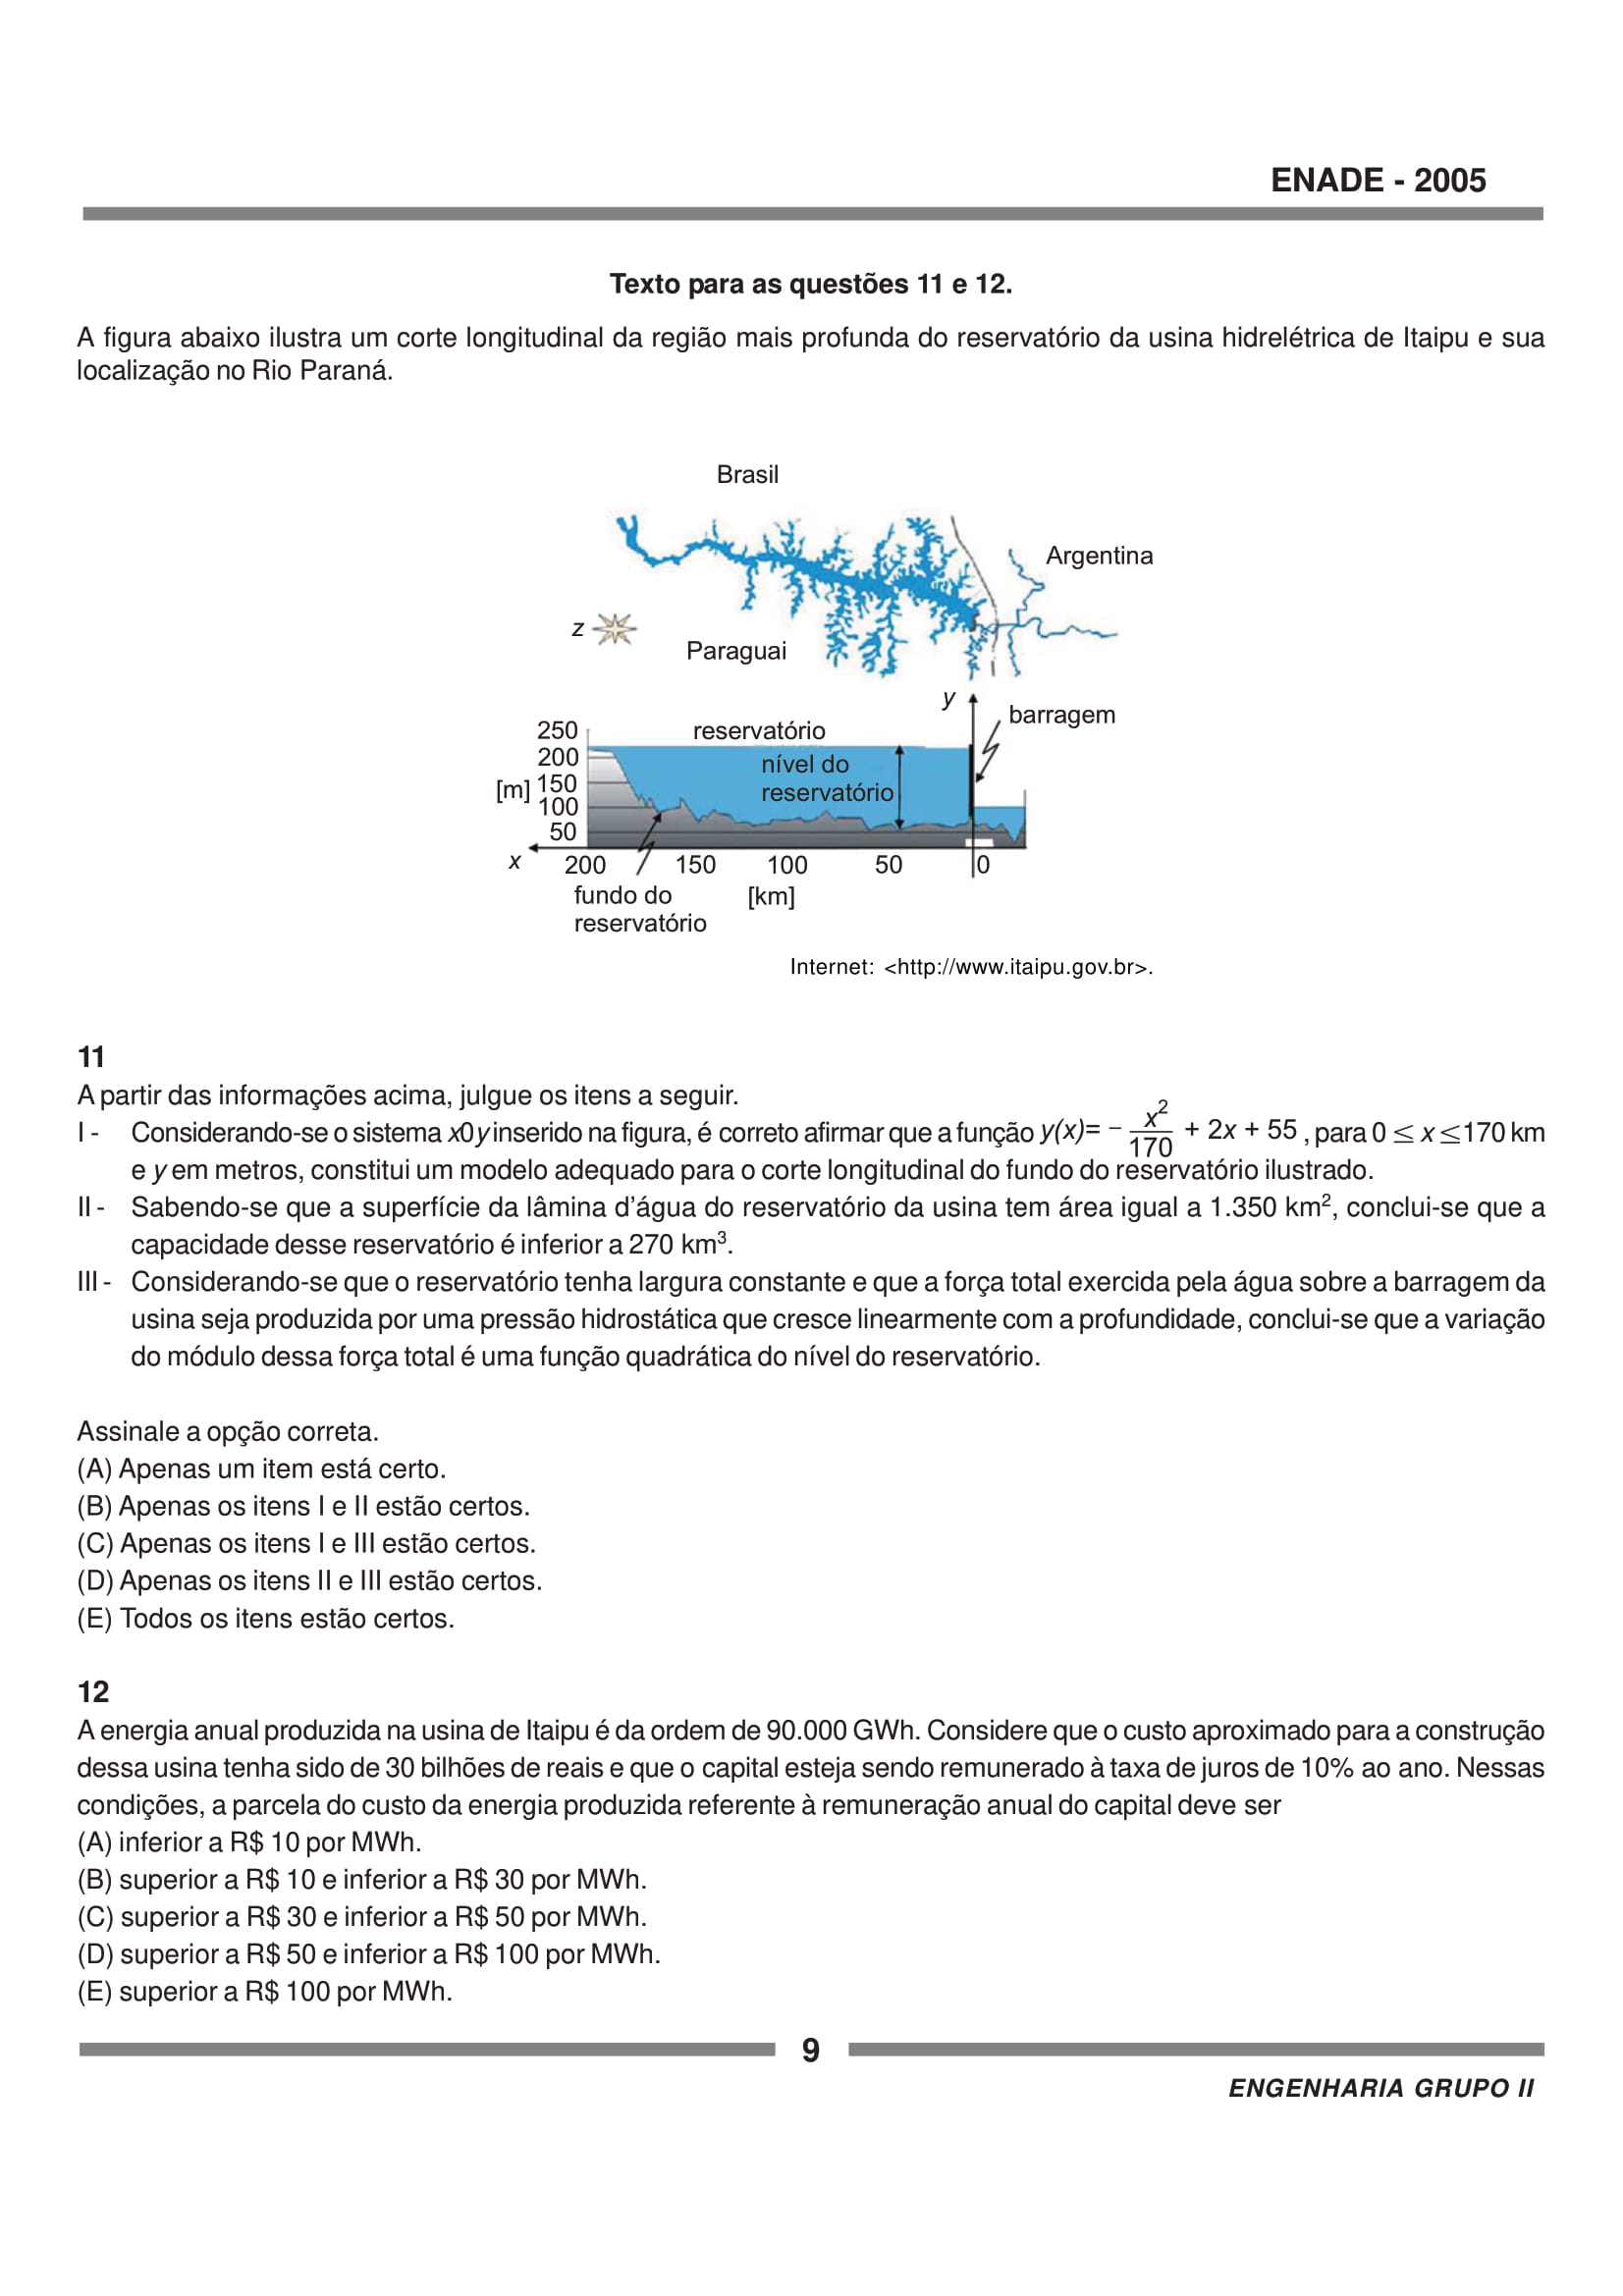 ENADE - 2005
Texto para as questões 11 e 12.
A figura abaixo ilustra um corte longitudinal da região mais profunda do reservatório da usina hidrelétrica de Itaipu e sua
localização no Rio Paraná.
Brasil
Argentina
z
Paraguai
y
barragem
250
reservatório
200
nível do
[m] 150
reservatório
100
50
x 200 150 100 50 0
fundo do [km]
reservatório
Internet: <http://www.itaipu.gov.br>.
11
A partir das informações acima, julgue os itens a seguir.
I - Considerando-se o sistema x0y inserido na figura, é correto afirmar que a função y(x)= − x²/170 + 2x + 55 , para 0 ≤ x ≤ 170 km
e y em metros, constitui um modelo adequado para o corte longitudinal do fundo do reservatório ilustrado.
II - Sabendo-se que a superfície da lâmina d'água do reservatório da usina tem área igual a 1.350 km², conclui-se que a
capacidade desse reservatório é inferior a 270 km³.
III - Considerando-se que o reservatório tenha largura constante e que a força total exercida pela água sobre a barragem da
usina seja produzida por uma pressão hidrostática que cresce linearmente com a profundidade, conclui-se que a variação
do módulo dessa força total é uma função quadrática do nível do reservatório.
Assinale a opção correta.
(A) Apenas um item está certo.
(B) Apenas os itens I e II estão certos.
(C) Apenas os itens I e III estão certos.
(D) Apenas os itens II e III estão certos.
(E) Todos os itens estão certos.
12
A energia anual produzida na usina de Itaipu é da ordem de 90.000 GWh. Considere que o custo aproximado para a construção
dessa usina tenha sido de 30 bilhões de reais e que o capital esteja sendo remunerado à taxa de juros de 10% ao ano. Nessas
condições, a parcela do custo da energia produzida referente à remuneração anual do capital deve ser
(A) inferior a R$ 10 por MWh.
(B) superior a R$ 10 e inferior a R$ 30 por MWh.
(C) superior a R$ 30 e inferior a R$ 50 por MWh.
(D) superior a R$ 50 e inferior a R$ 100 por MWh.
(E) superior a R$ 100 por MWh.
9
ENGENHARIA GRUPO II